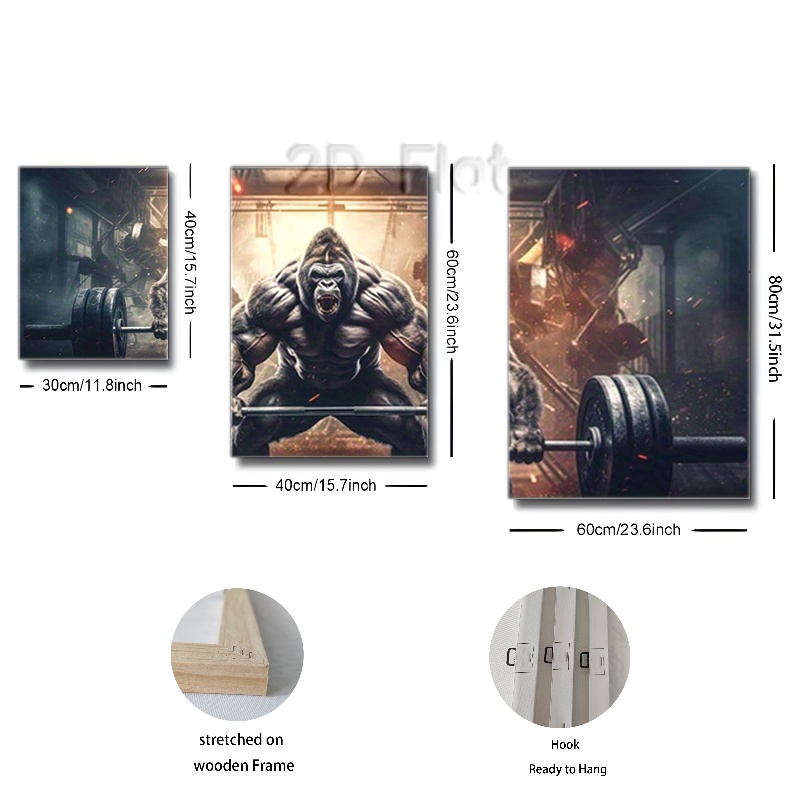 2D Flat
40cm/15.7inch
30cm/11.8inch
60cm/23.6inch
40cm/15.7inch
80cm/31.5inch
60cm/23.6inch
stretched on
wooden Frame
Hook
Ready to Hang